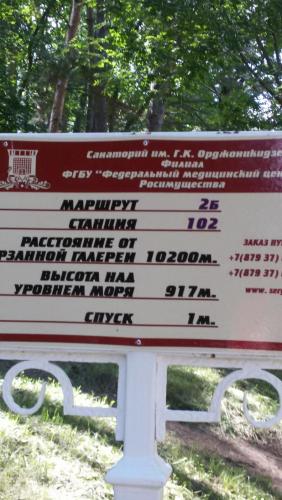 Санаторий им. Г.К. Орджоникидзе
Филиал
ФГБУ "Федеральный медицинский цен
Росимущества
МАРШРУТ 2Б
СТАНЦИЯ 102
РАССТОЯНИЕ ОТ
РЗАННОЙ ГАЛЕРЕИ 10200м.
ВЫСОТА НАД
УРОВНЕМ МОРЯ 917м.
СПУСК 1м.
ЗАКАЗ ПУ
+7(879 37)
+7(879 37)
www. ser